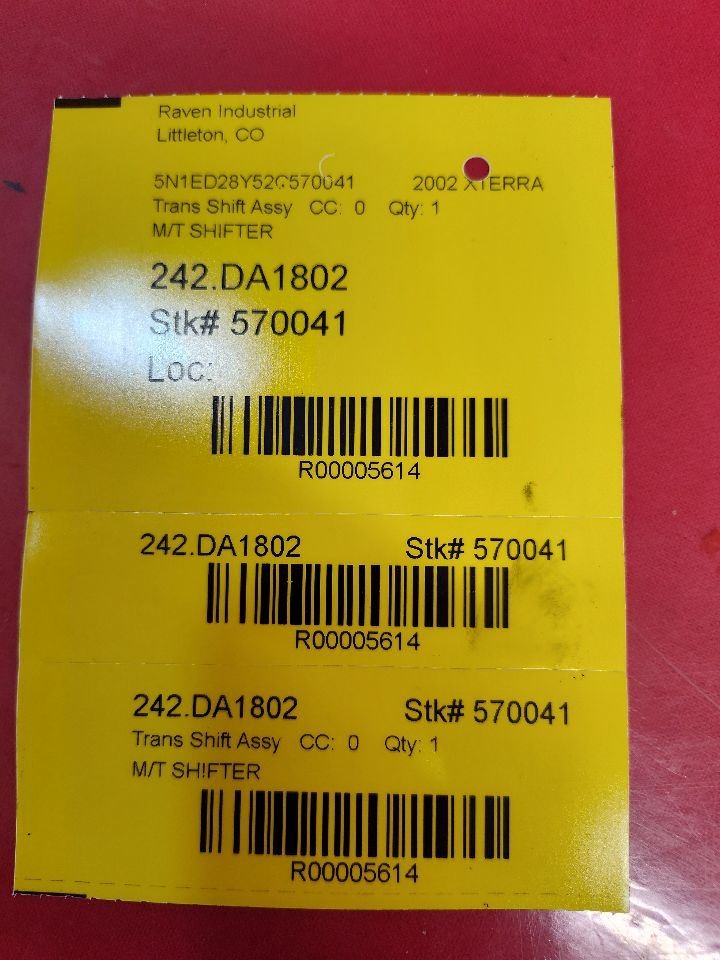 Raven Industrial
Littleton, CO
5N1ED28Y52C570041 2002 XTERRA
Trans Shift Assy CC: 0 Qty: 1
M/T SHIFTER
242.DA1802
Stk# 570041
Loc:
R00005614
242.DA1802 Stk# 570041
R00005614
242.DA1802 Stk# 570041
Trans Shift Assy CC: 0 Qty: 1
M/T SHIFTER
R00005614